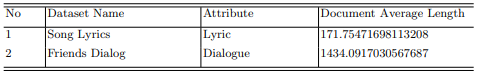 No Dataset Name Attribute Document Average Length
1 Song Lyrics Lyric 171.75471698113208
2 Friends Dialog Dialogue 1434.0917030567687